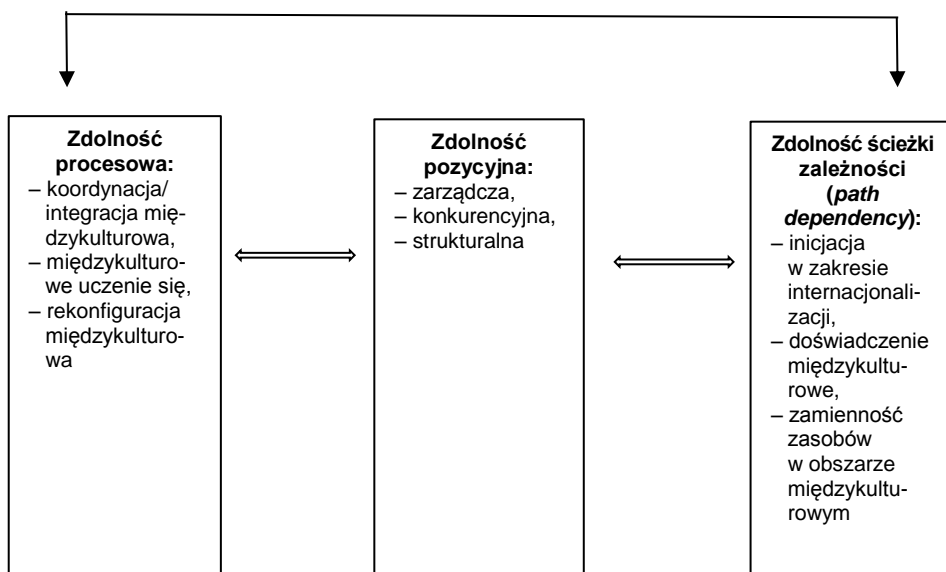 Zdolność
procesowa:
– koordynacja/
integracja mię-
dzykulturowa,
– międzykulturo-
we uczenie się,
– rekonfiguracja
międzykulturo-
wa
Zdolność
pozycyjna:
– zarządcza,
– konkurencyjna,
– strukturalna
Zdolność ścieżki
zależności
(path
dependency):
– inicjacja
w zakresie
internacjonali-
zacji,
– doświadczenie
międzykultu-
rowe,
– zamienność
zasobów
w obszarze
międzykultu-
rowym